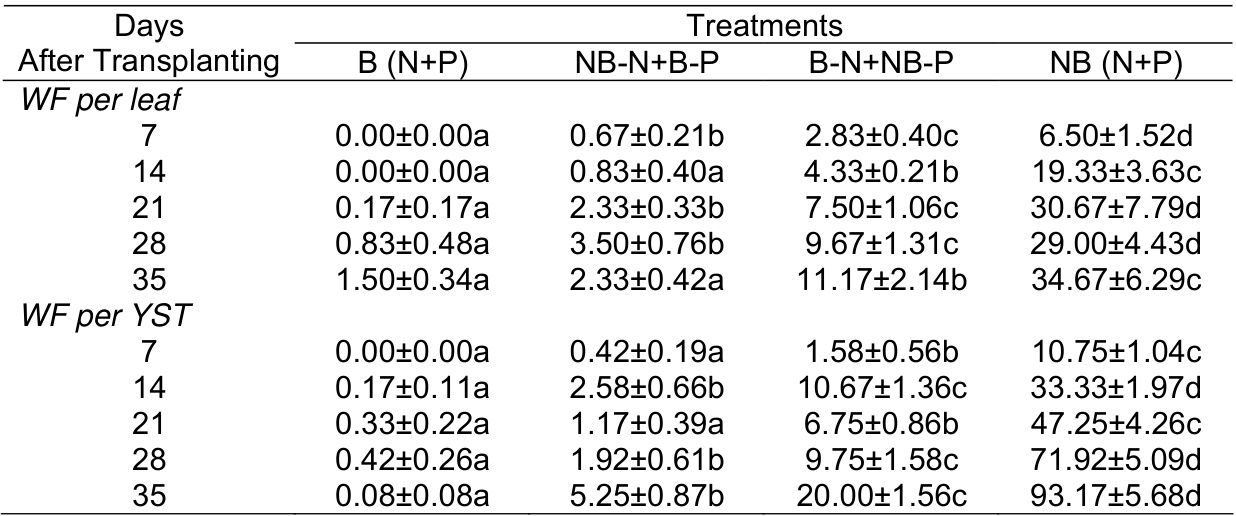 Days Treatments
After Transplanting B (N+P) NB-N+B-P B-N+NB-P NB (N+P)
WF per leaf
7 0.00±0.00a 0.67±0.21b 2.83±0.40c 6.50±1.52d
14 0.00±0.00a 0.83±0.40a 4.33±0.21b 19.33±3.63c
21 0.17±0.17a 2.33±0.33b 7.50±1.06c 30.67±7.79d
28 0.83±0.48a 3.50±0.76b 9.67±1.31c 29.00±4.43d
35 1.50±0.34a 2.33±0.42a 11.17±2.14b 34.67±6.29c
WF per YST
7 0.00±0.00a 0.42±0.19a 1.58±0.56b 10.75±1.04c
14 0.17±0.11a 2.58±0.66b 10.67±1.36c 33.33±1.97d
21 0.33±0.22a 1.17±0.39a 6.75±0.86b 47.25±4.26c
28 0.42±0.26a 1.92±0.61b 9.75±1.58c 71.92±5.09d
35 0.08±0.08a 5.25±0.87b 20.00±1.56c 93.17±5.68d